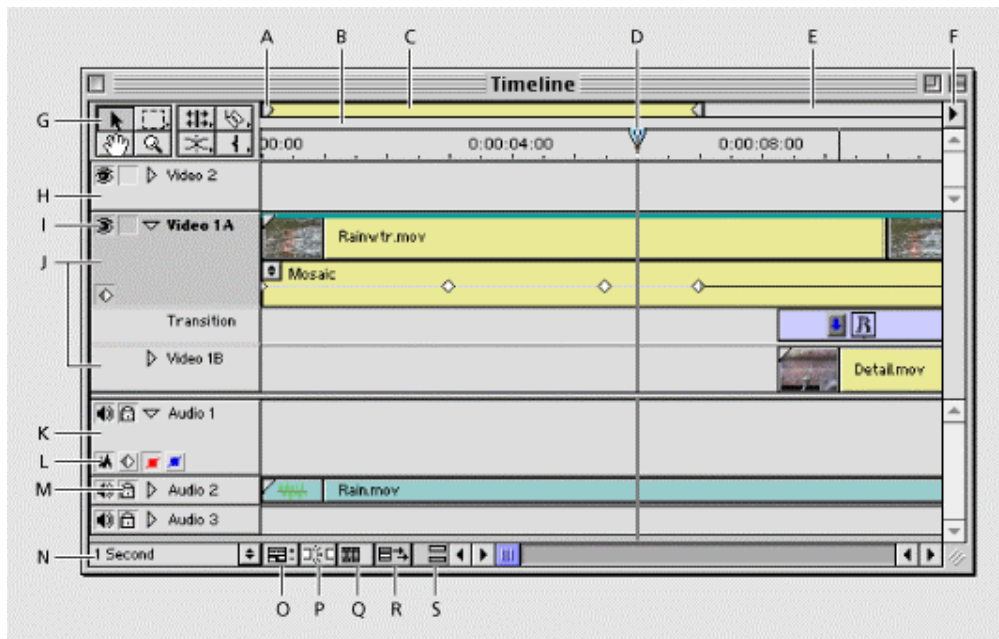 A B C D E F
Timeline
G
00:00 0:00:04:00 0:00:08:00
H Video 2
I Video 1A Rainwtr.mov
J Mosaic
Transition R
Video 1B Detail.mov
Audio 1
K
L
M Audio 2 Rain.mov
Audio 3
N 1 Second
O P Q R S